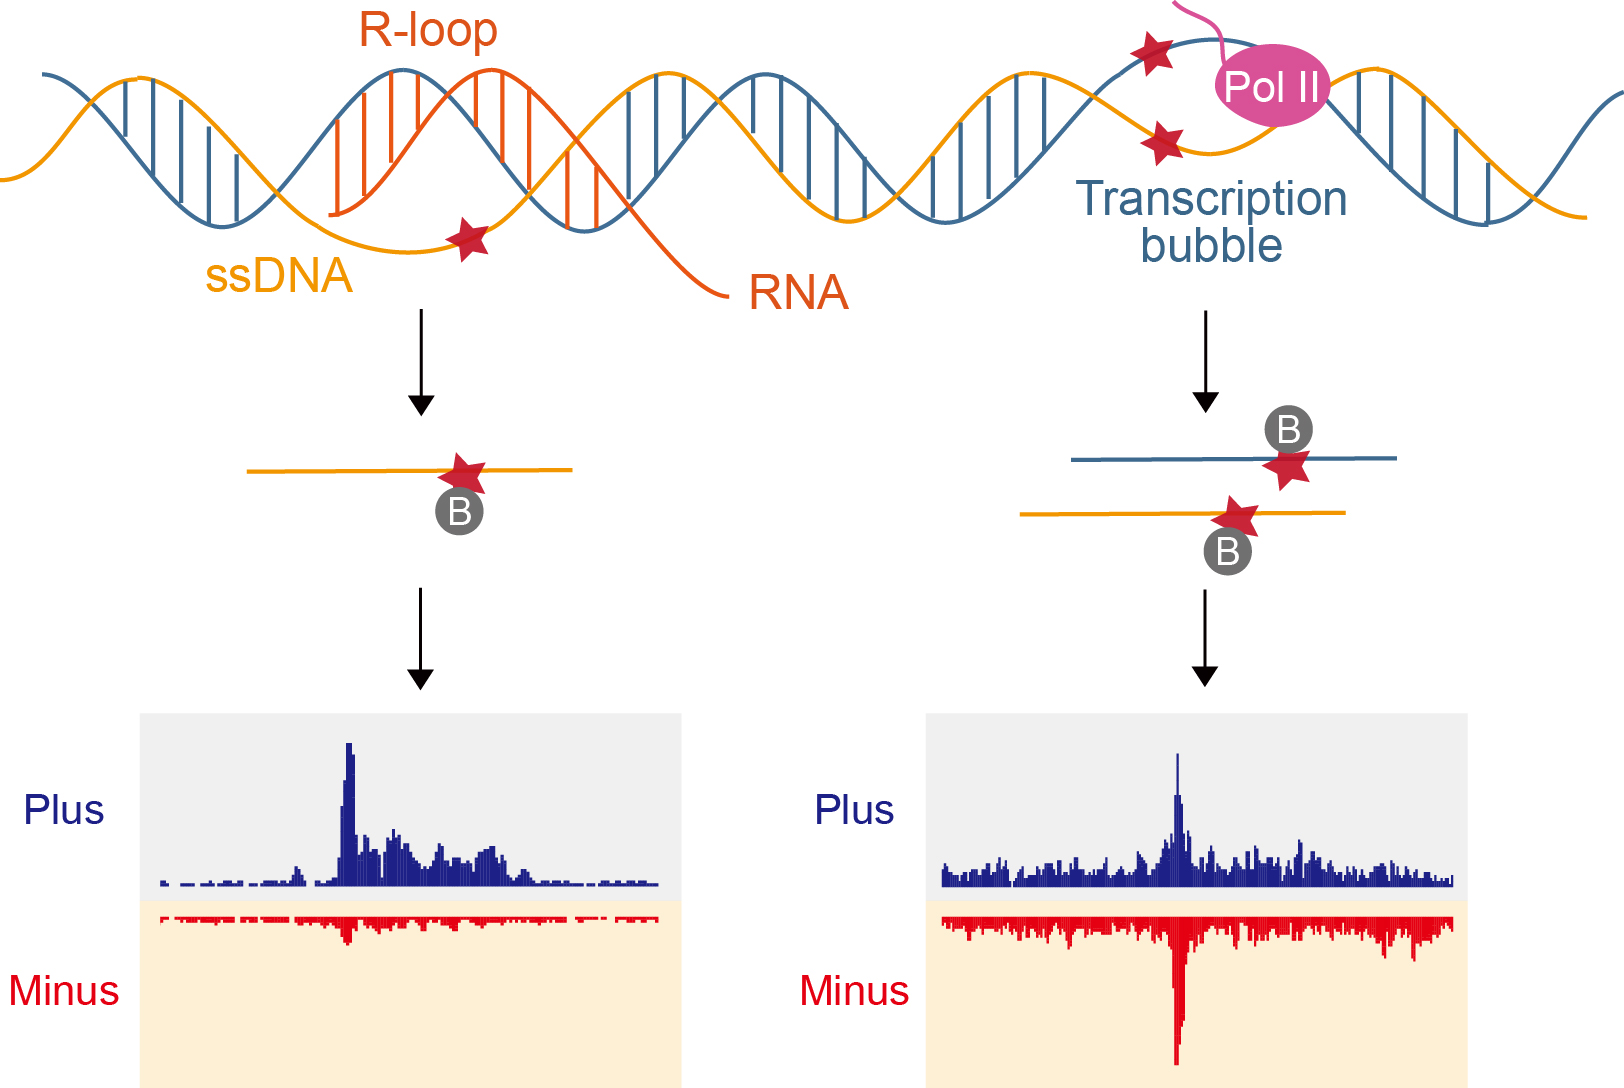 R-loop
Pol II
Transcription
bubble
ssDNA
RNA
B
B
B
Plus
Minus
Plus
Minus